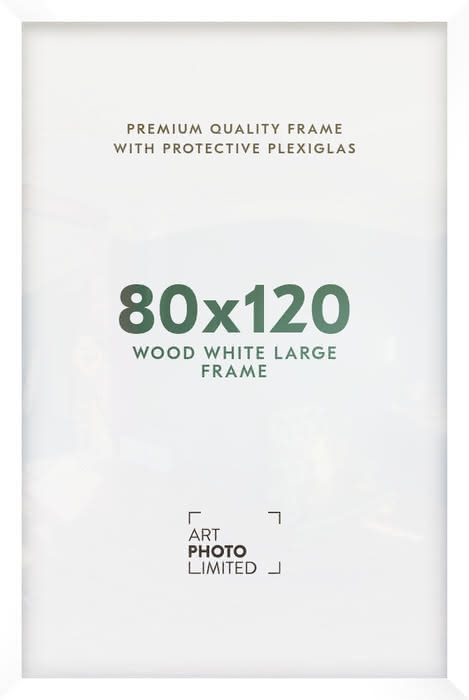 PREMIUM QUALITY FRAME
WITH PROTECTIVE PLEXIGLAS
80x120
WOOD WHITE LARGE
FRAME
ART
PHOTO
LIMITED